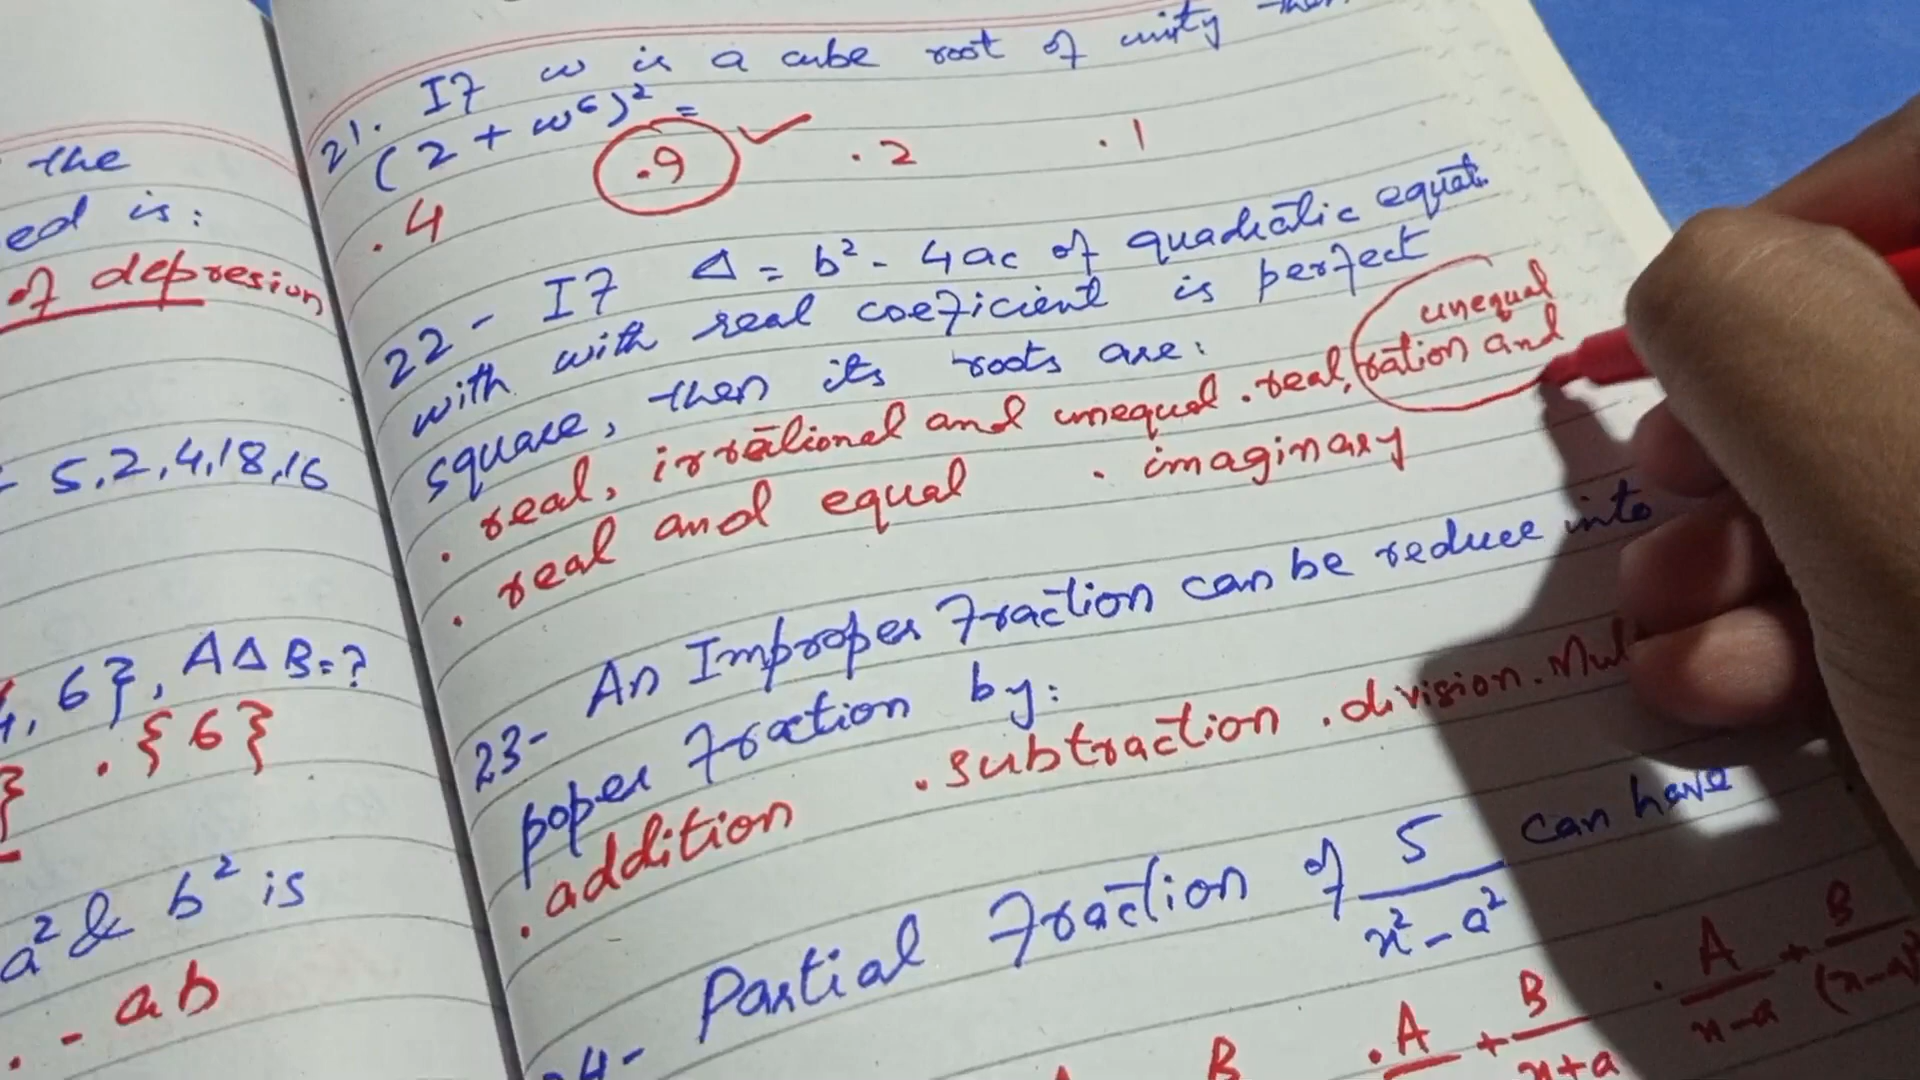 the
ed is:
of depresion
= 5,2,4,18,16
4, 6}, A Δ B = ?
} . {6}
a² & b² is
. - ab
21. If ω is a cube root of unity
(2 + ω⁶)² =
. 4 .9 ✓ . 2 . 1
22 - If Δ = b² - 4ac of quadratic equat.
with with real coeficient is perfect
square, then its roots are:
unequal
. real, irrational and unequal . real, ration and
. real and equal . imaginary
23- An Improper Fraction can be reduce into
poper Fraction by:
. addition . subtraction . division . Mul
24- Partial Fraction of 5/x² - a² can have
B . A + B/x+a . A/x-a + B